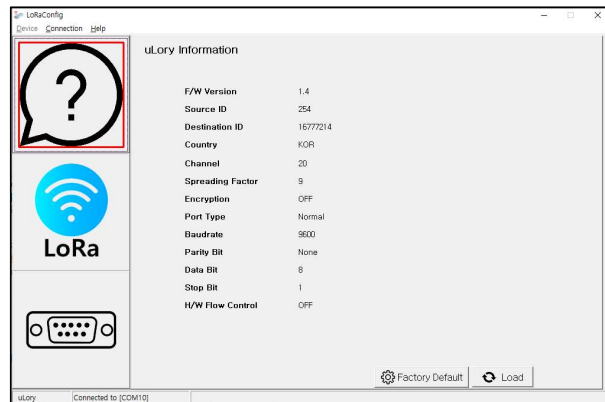 LoRaConfig
Device Connection Help
uLory Information
F/W Version 1.4
Source ID 254
Destination ID 16777214
Country KOR
Channel 20
Spreading Factor 9
Encryption OFF
Port Type Normal
Baudrate 9600
Parity Bit None
Data Bit 8
Stop Bit 1
H/W Flow Control OFF
?
LoRa
Factory Default Load
uLory Connected to [COM10]